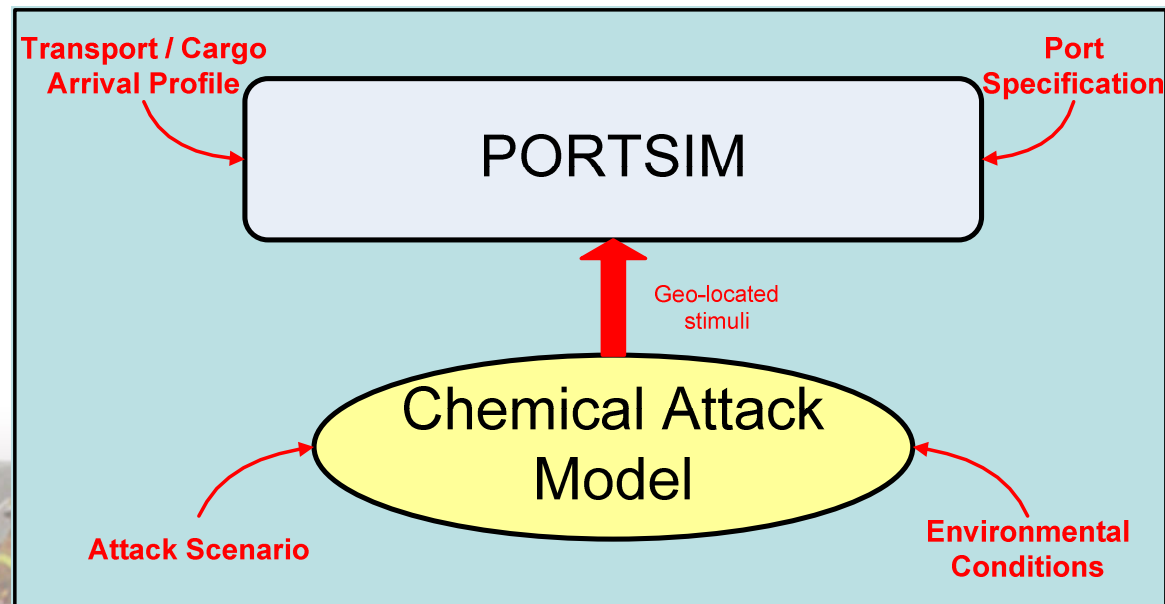 Transport / Cargo
Arrival Profile
Port
Specification
PORTSIM
Geo-located
stimuli
Chemical Attack
Model
Attack Scenario
Environmental
Conditions